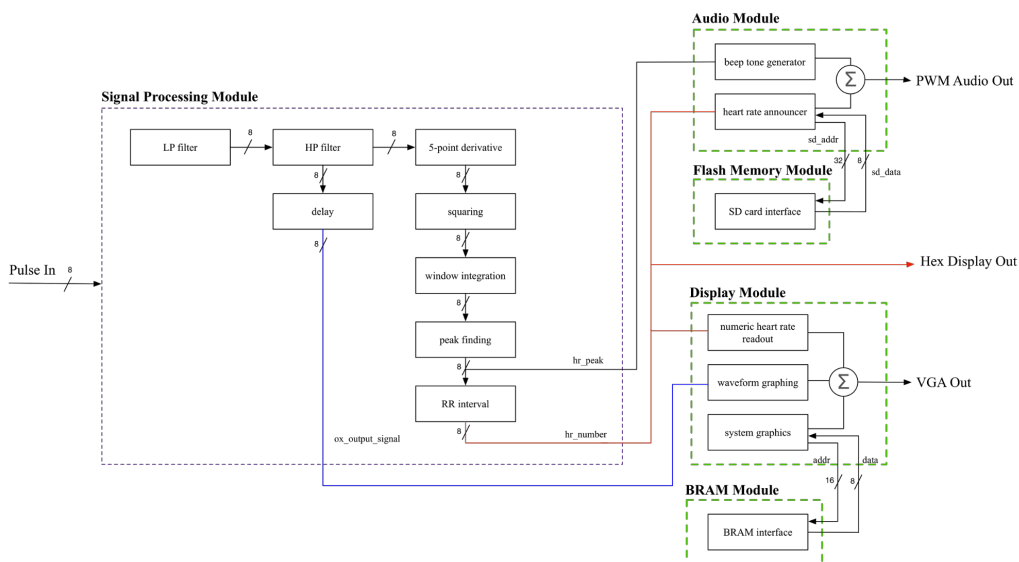 Audio Module
beep tone generator
Σ
PWM Audio Out
heart rate announcer
sd_addr
32
8
sd_data
Flash Memory Module
SD card interface
Signal Processing Module
LP filter
8
HP filter
8
5-point derivative
8
8
delay
squaring
8
8
window integration
8
peak finding
8
hr_peak
RR interval
8
hr_number
ox_output_signal
Pulse In
8
Hex Display Out
Display Module
numeric heart rate
readout
waveform graphing
Σ
VGA Out
system graphics
addr
data
16
8
BRAM Module
BRAM interface